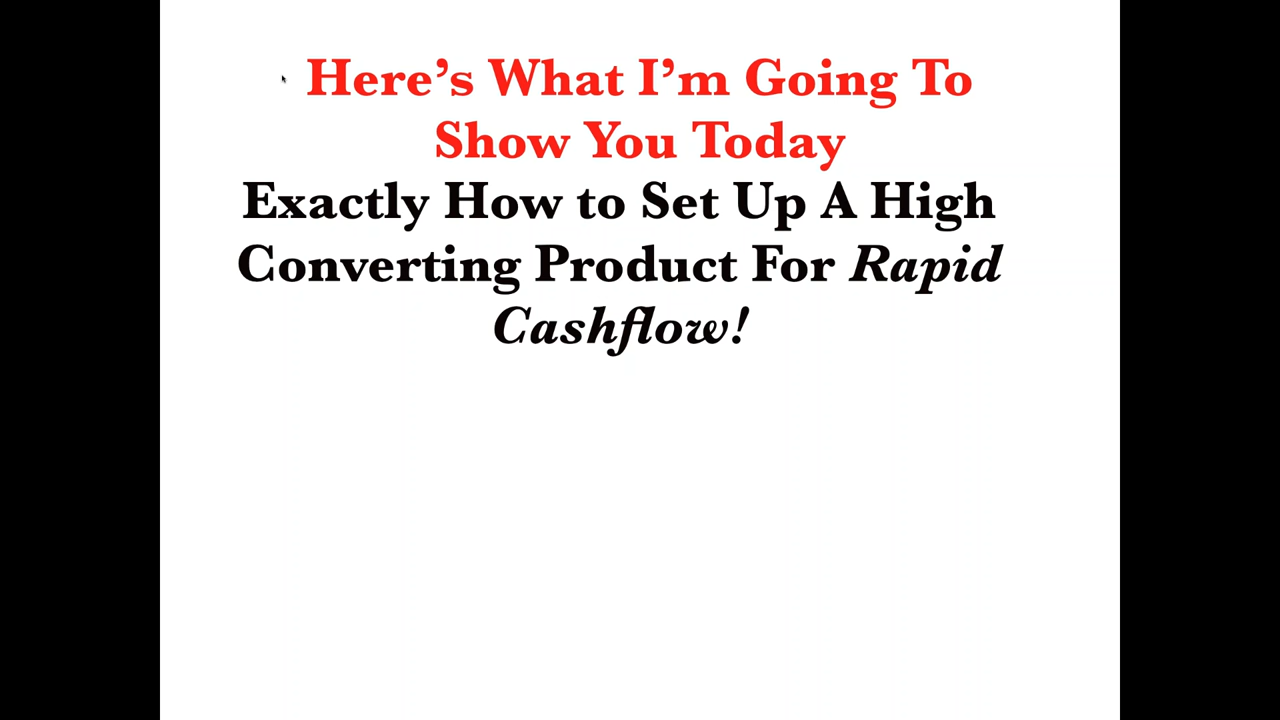 Here’s What I’m Going To
Show You Today
Exactly How to Set Up A High
Converting Product For Rapid
Cashflow!